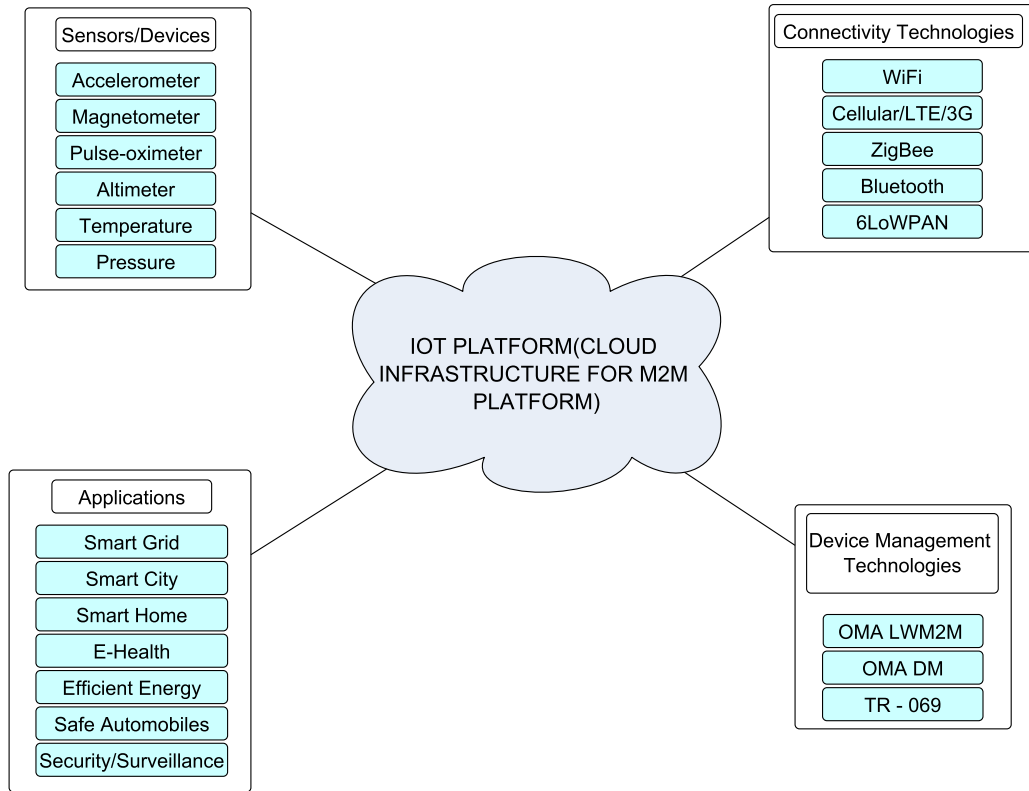 Sensors/Devices
Accelerometer
Magnetometer
Pulse-oximeter
Altimeter
Temperature
Pressure
Connectivity Technologies
WiFi
Cellular/LTE/3G
ZigBee
Bluetooth
6LoWPAN
IOT PLATFORM(CLOUD
INFRASTRUCTURE FOR M2M
PLATFORM)
Applications
Smart Grid
Smart City
Smart Home
E-Health
Efficient Energy
Safe Automobiles
Security/Surveillance
Device Management
Technologies
OMA LWM2M
OMA DM
TR - 069